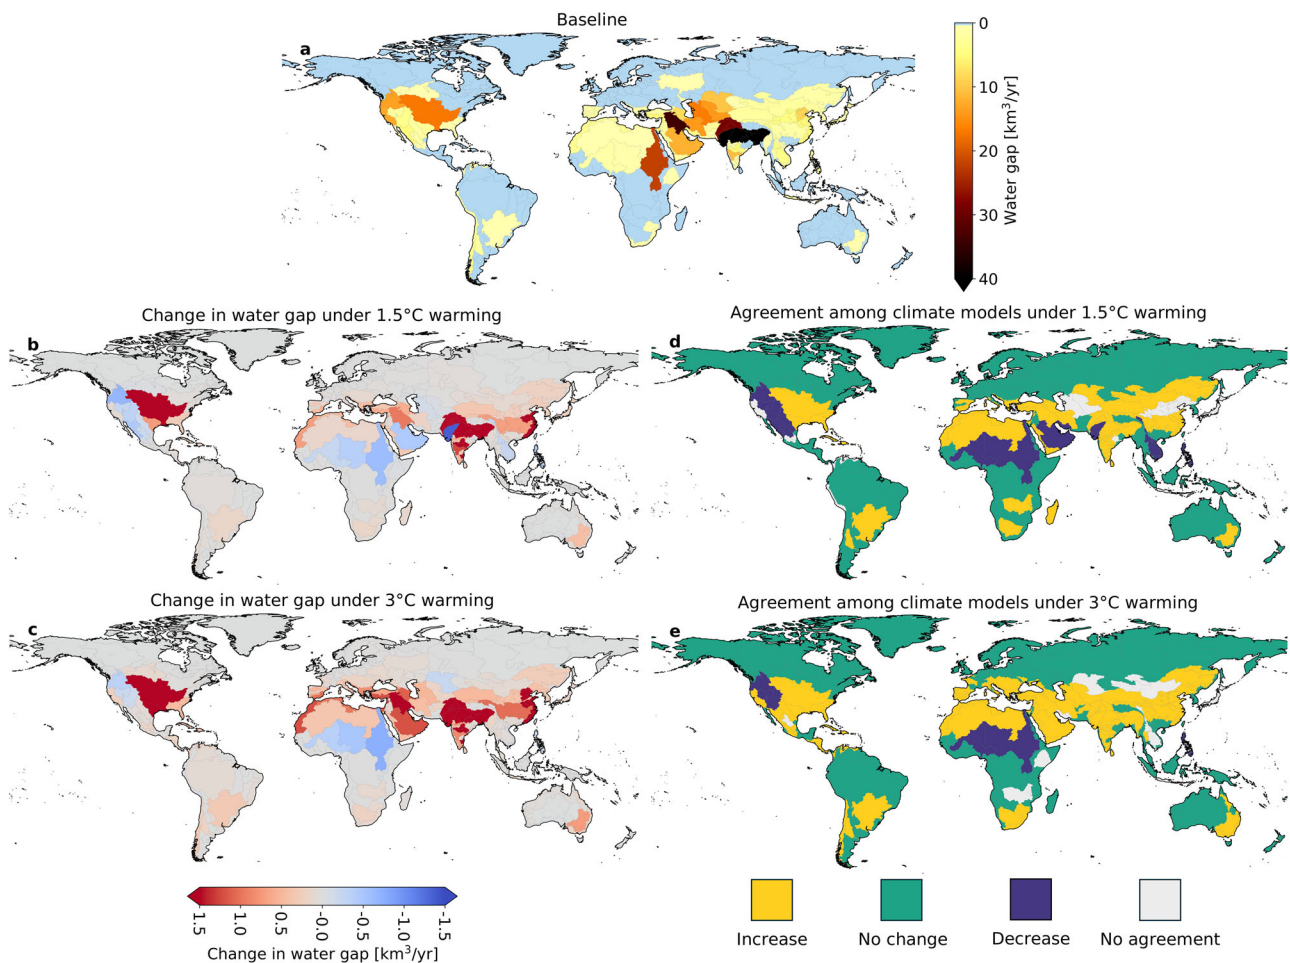 Baseline
a
0
10
20
30
40
Water gap [km³/yr]
Change in water gap under 1.5°C warming
b
Agreement among climate models under 1.5°C warming
d
Change in water gap under 3°C warming
c
Agreement among climate models under 3°C warming
e
1.5
1.0
0.5
-0.0
-0.5
-1.0
-1.5
Change in water gap [km³/yr]
Increase
No change
Decrease
No agreement